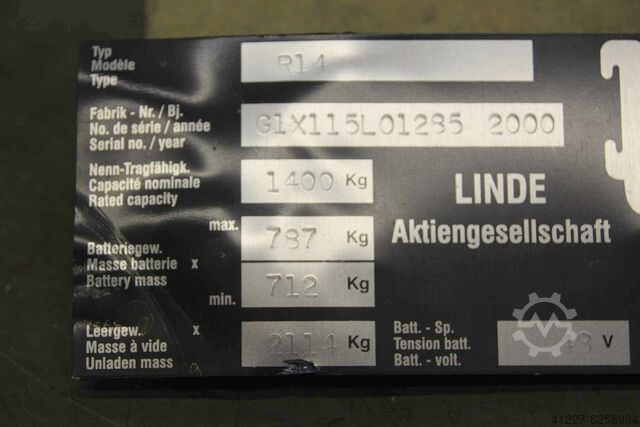 Typ
Modèle
Type
R14
Fabrik - Nr. / Bj.
No. de série / année
Serial no. / year
G1X115L01285 2000
Nenn-Tragfähigk.
Capacité nominale
Rated capacity
1400 Kg
LINDE
Aktiengesellschaft
Batteriegew.
Masse batterie x
Battery mass
max.
787 Kg
min.
712 Kg
Leergew. x
Masse à vide
Unladen mass
2114 Kg
Batt. - Sp.
Tension batt.
Batt. - volt.
48 V
41227-6258994